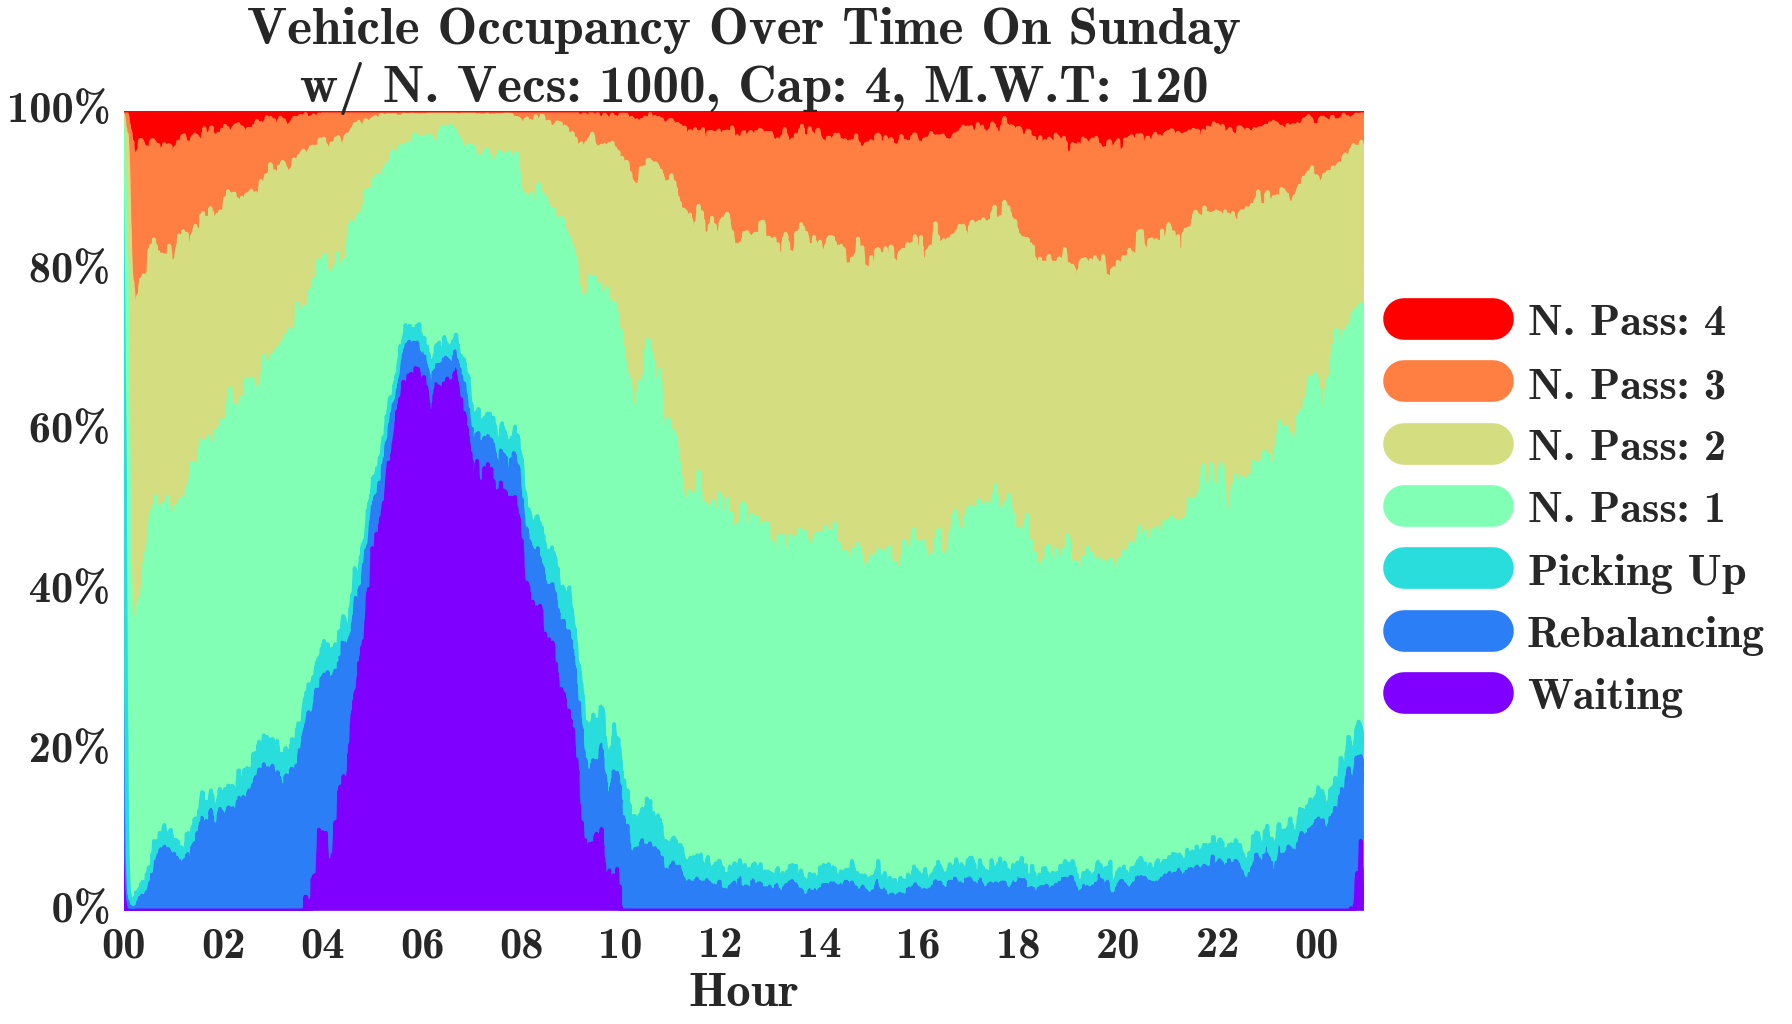 Vehicle Occupancy Over Time On Sunday
w/ N. Vecs: 1000, Cap: 4, M.W.T: 120
100%
80%
60%
40%
20%
0%
00 02 04 06 08 10 12 14 16 18 20 22 00
Hour
N. Pass: 4
N. Pass: 3
N. Pass: 2
N. Pass: 1
Picking Up
Rebalancing
Waiting